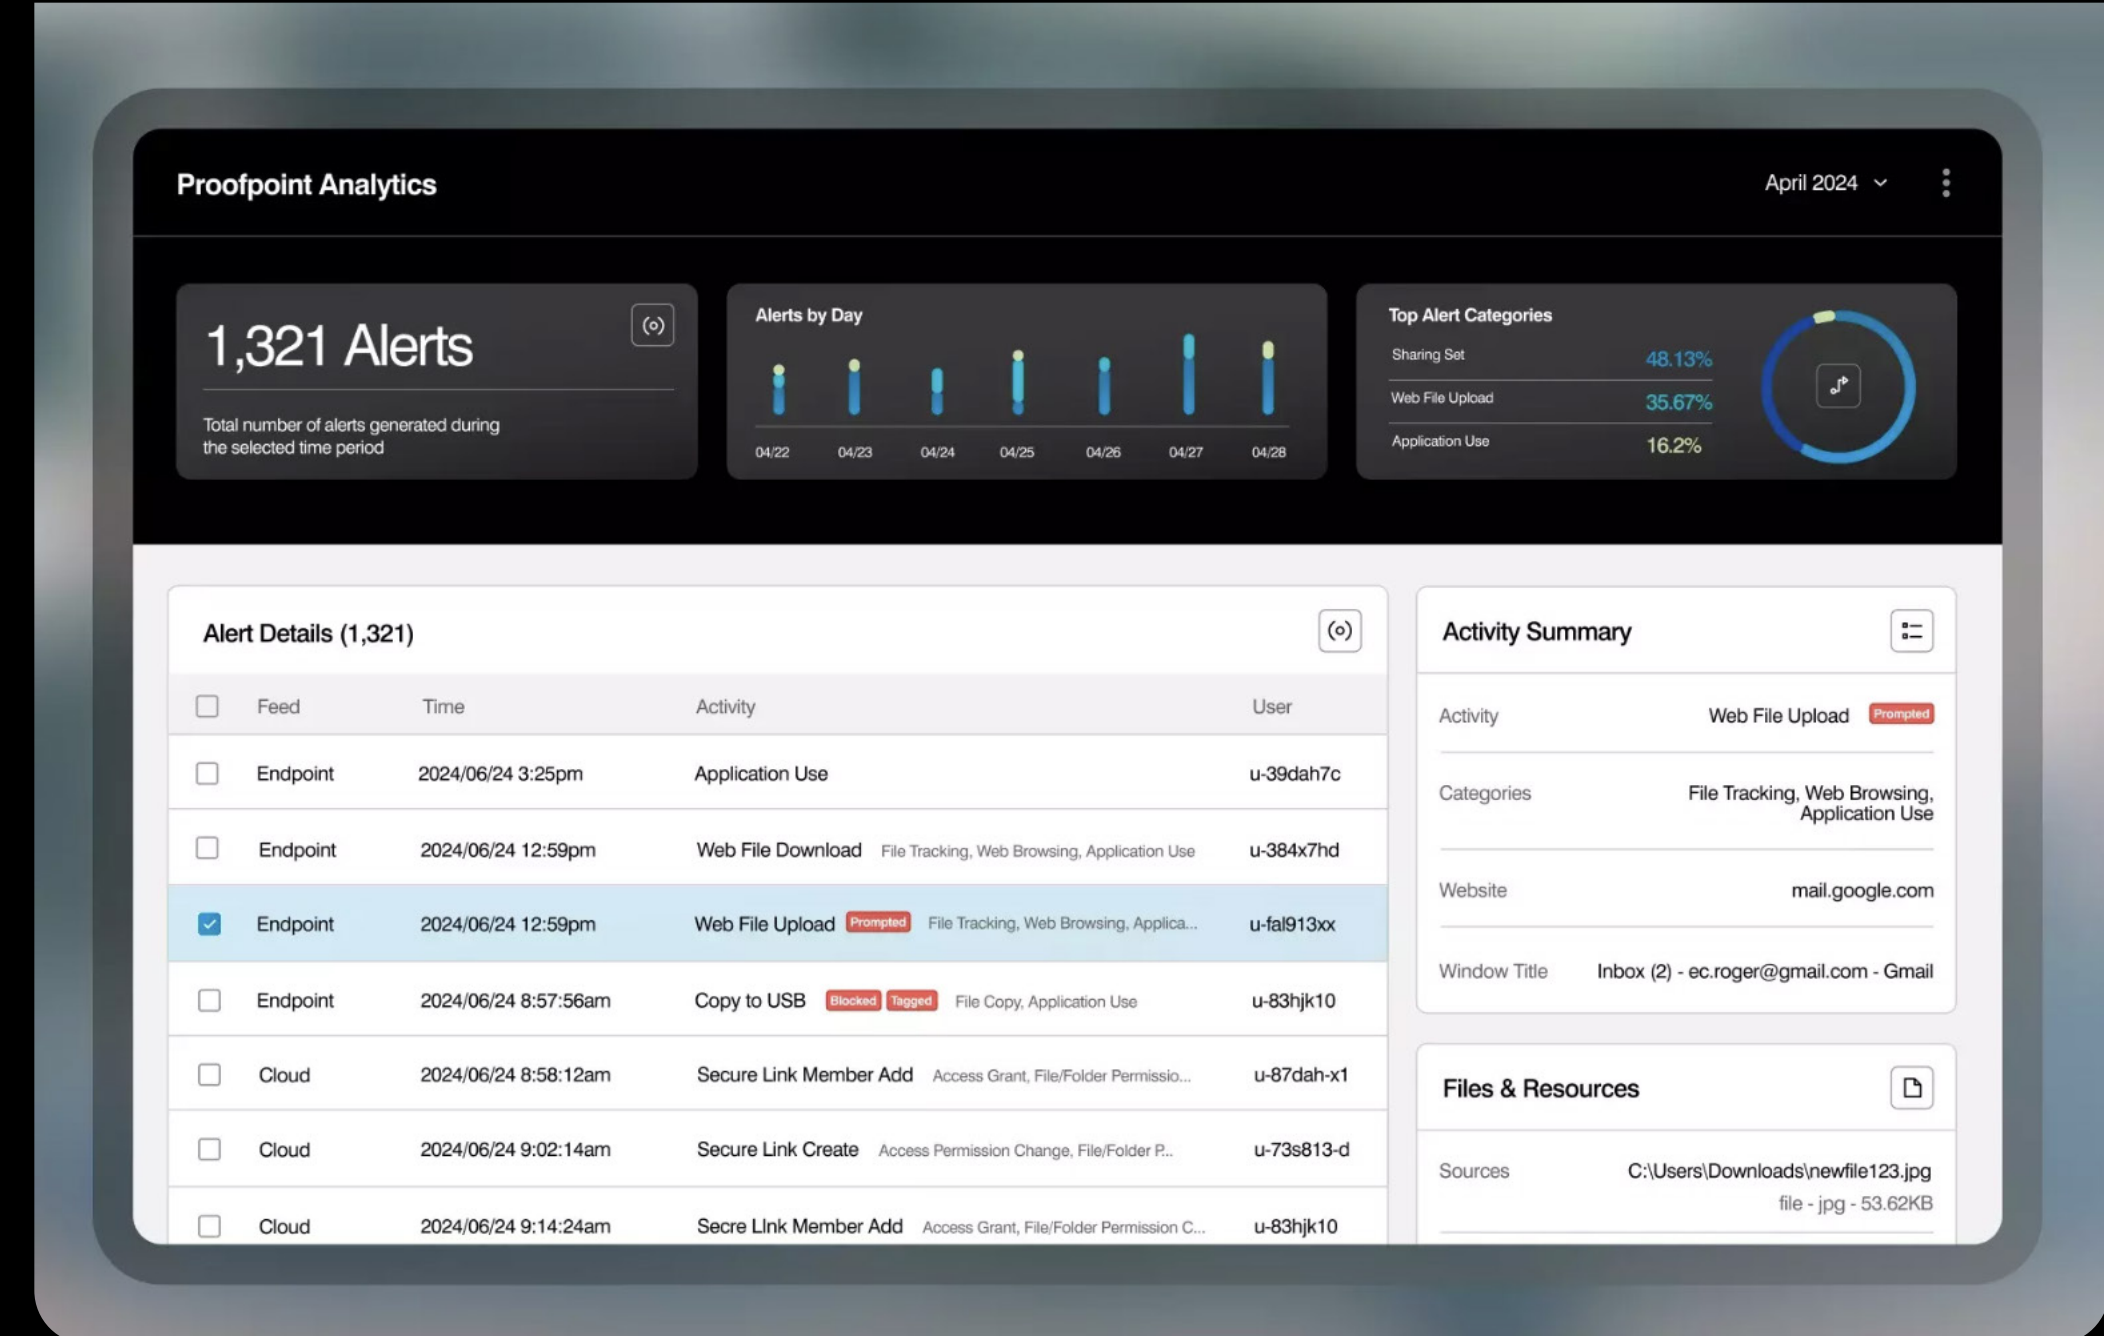 Proofpoint Analytics
April 2024
1,321 Alerts
Total number of alerts generated during
the selected time period
Alerts by Day
04/22 04/23 04/24 04/25 04/26 04/27 04/28
Top Alert Categories
Sharing Set 48.13%
Web File Upload 35.67%
Application Use 16.2%
Alert Details (1,321)
Feed Time Activity User
Endpoint 2024/06/24 3:25pm Application Use u-39dah7c
Endpoint 2024/06/24 12:59pm Web File Download File Tracking, Web Browsing, Application Use u-384x7hd
Endpoint 2024/06/24 12:59pm Web File Upload Prompted File Tracking, Web Browsing, Applica... u-fal913xx
Endpoint 2024/06/24 8:57:56am Copy to USB Blocked Tagged File Copy, Application Use u-83hjk10
Cloud 2024/06/24 8:58:12am Secure Link Member Add Access Grant, File/Folder Permissio... u-87dah-x1
Cloud 2024/06/24 9:02:14am Secure Link Create Access Permission Change, File/Folder P... u-73s813-d
Cloud 2024/06/24 9:14:24am Secre LInk Member Add Access Grant, File/Folder Permission C... u-83hjk10
Activity Summary
Activity Web File Upload Prompted
Categories File Tracking, Web Browsing,
Application Use
Website mail.google.com
Window Title Inbox (2) - ec.roger@gmail.com - Gmail
Files & Resources
Sources C:\Users\Downloads\newfile123.jpg
file - jpg - 53.62KB